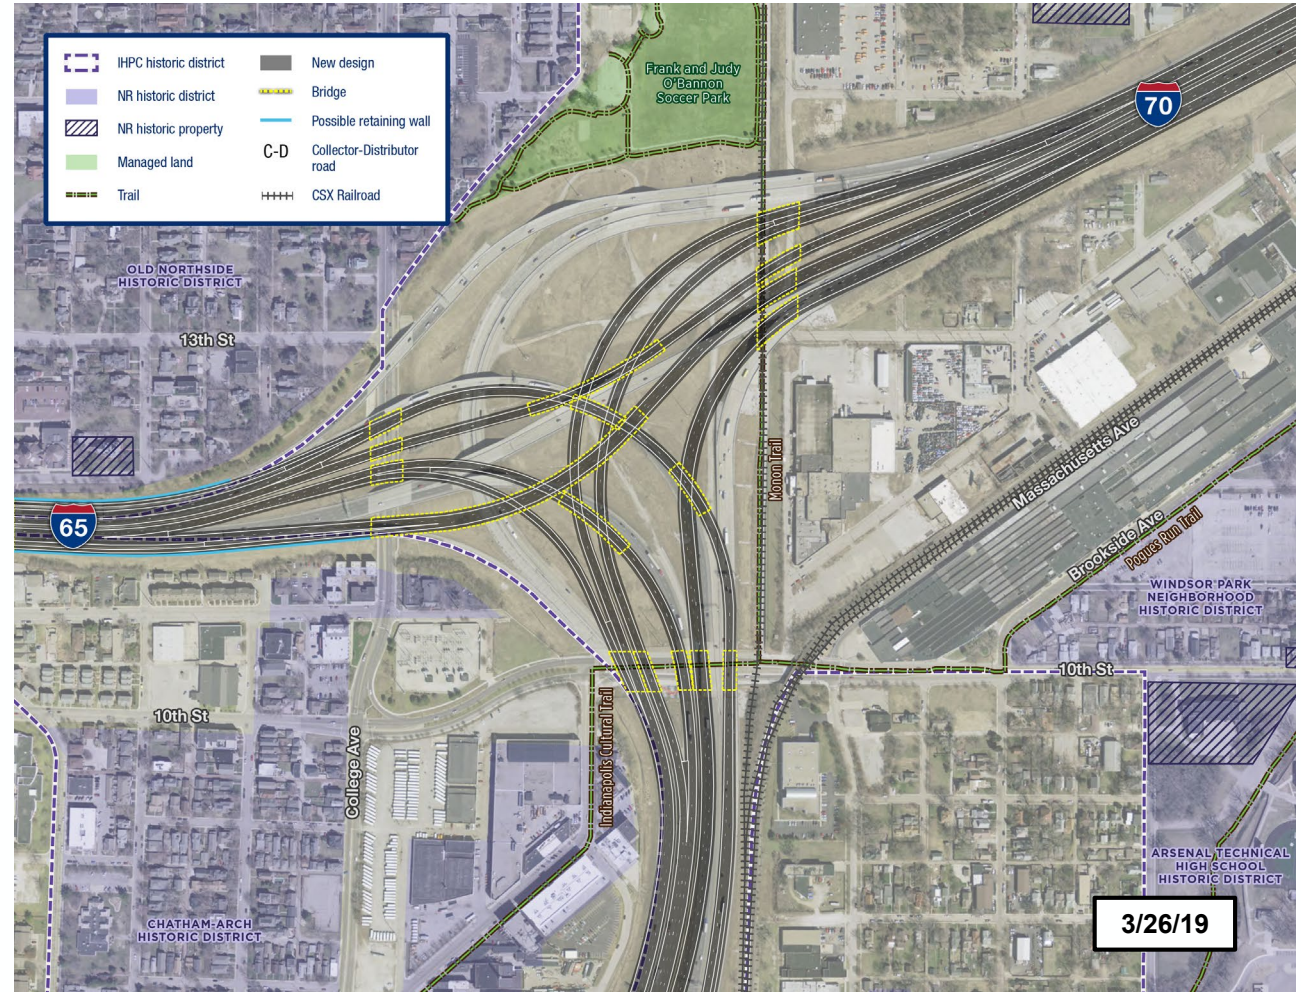 IHPC historic district
NR historic district
NR historic property
Managed land
Trail
New design
Bridge
Possible retaining wall
C-D
Collector-Distributor
road
CSX Railroad
Frank and Judy
O'Bannon
Soccer Park
70
OLD NORTHSIDE
HISTORIC DISTRICT
13th St
65
Monon Trail
Massachusetts Ave
Brookside Ave
Pogues Run Trail
WINDSOR PARK
NEIGHBORHOOD
HISTORIC DISTRICT
10th St
10th St
College Ave
Indianapolis Cultural Trail
CHATHAM-ARCH
HISTORIC DISTRICT
ARSENAL TECHNICAL
HIGH SCHOOL
HISTORIC DISTRICT
3/26/19